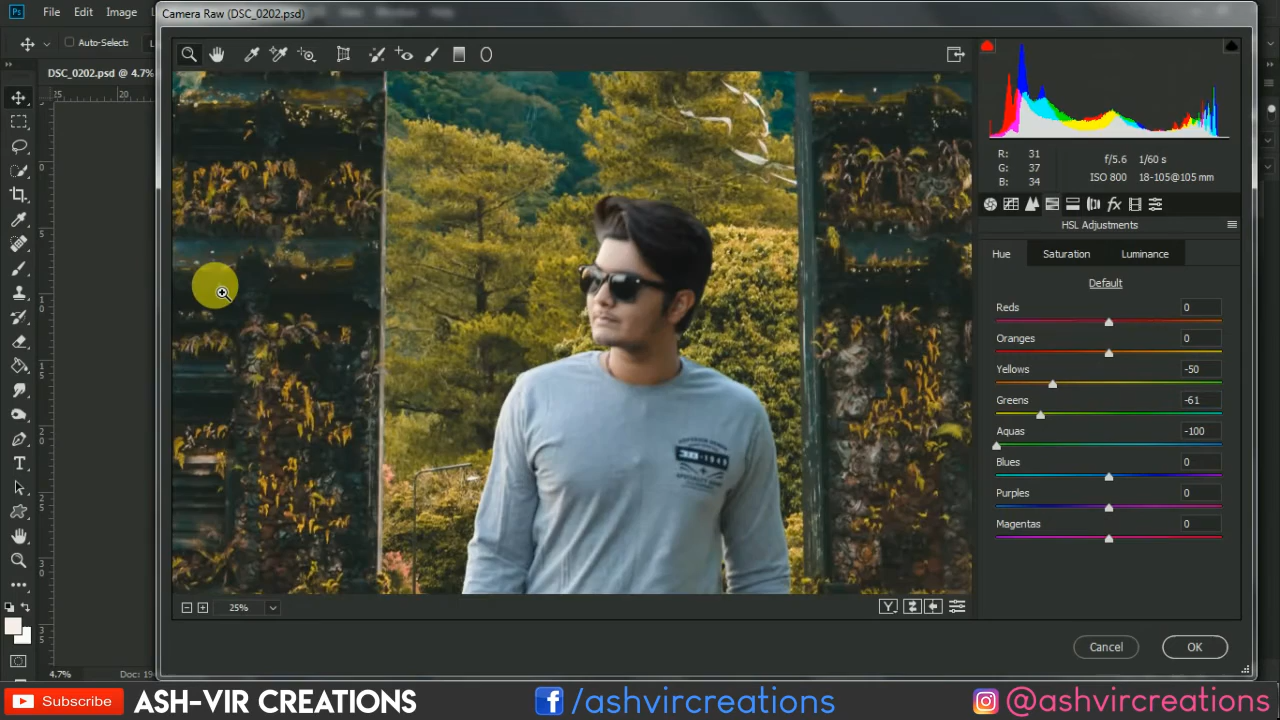 Ps File Edit Image
Camera Raw (DSC_0202.psd)
Auto-Select:
DSC_0202.psd @ 4.7%
R: 31
G: 37
B: 34
f/5.6 1/60 s
ISO 800 18-105@105 mm
HSL Adjustments
Hue Saturation Luminance
Default
Reds 0
Oranges 0
Yellows -50
Greens -61
Aquas -100
Blues 0
Purples 0
Magentas 0
25%
Y
Cancel OK
4.7% Doc: 19
Subscribe ASH-VIR CREATIONS /ashvircreations @ashvircreations